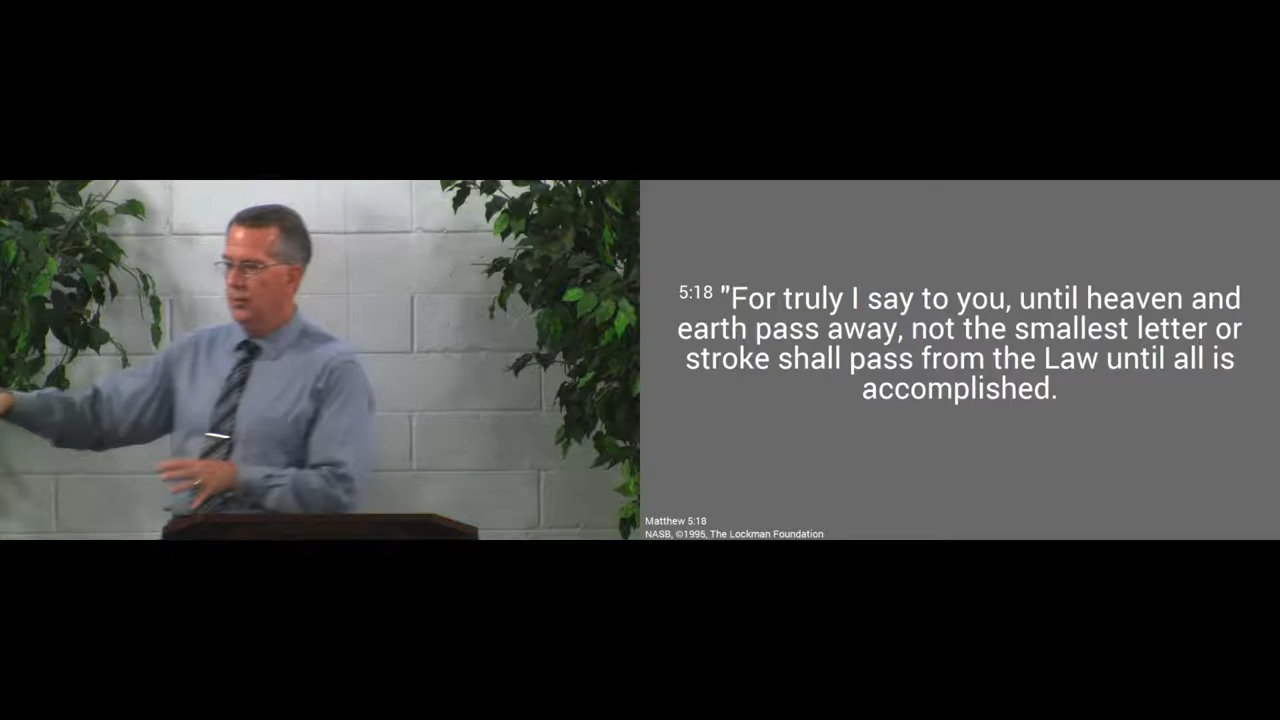 5:18 "For truly I say to you, until heaven and
earth pass away, not the smallest letter or
stroke shall pass from the Law until all is
accomplished.
Matthew 5:18
NASB, ©1995, The Lockman Foundation